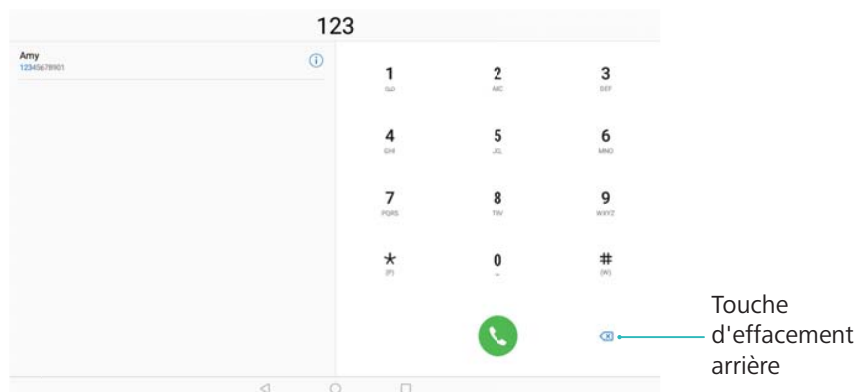 123
Amy
12345678901
1 2 3
ABC DEF
4 5 6
GHI JKL MNO
7 8 9
PQRS TUV WXYZ
* 0 #
(P) (W)
Touche
d'effacement
arrière